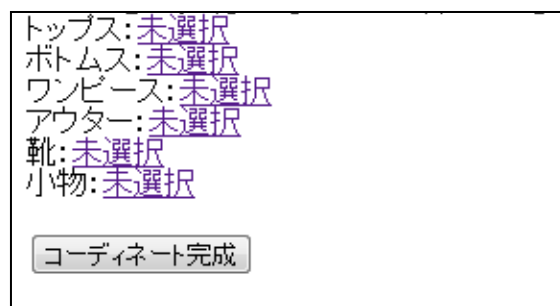 トップス:未選択
ボトムス:未選択
ワンピース:未選択
アウター:未選択
靴:未選択
小物:未選択
コーディネート完成